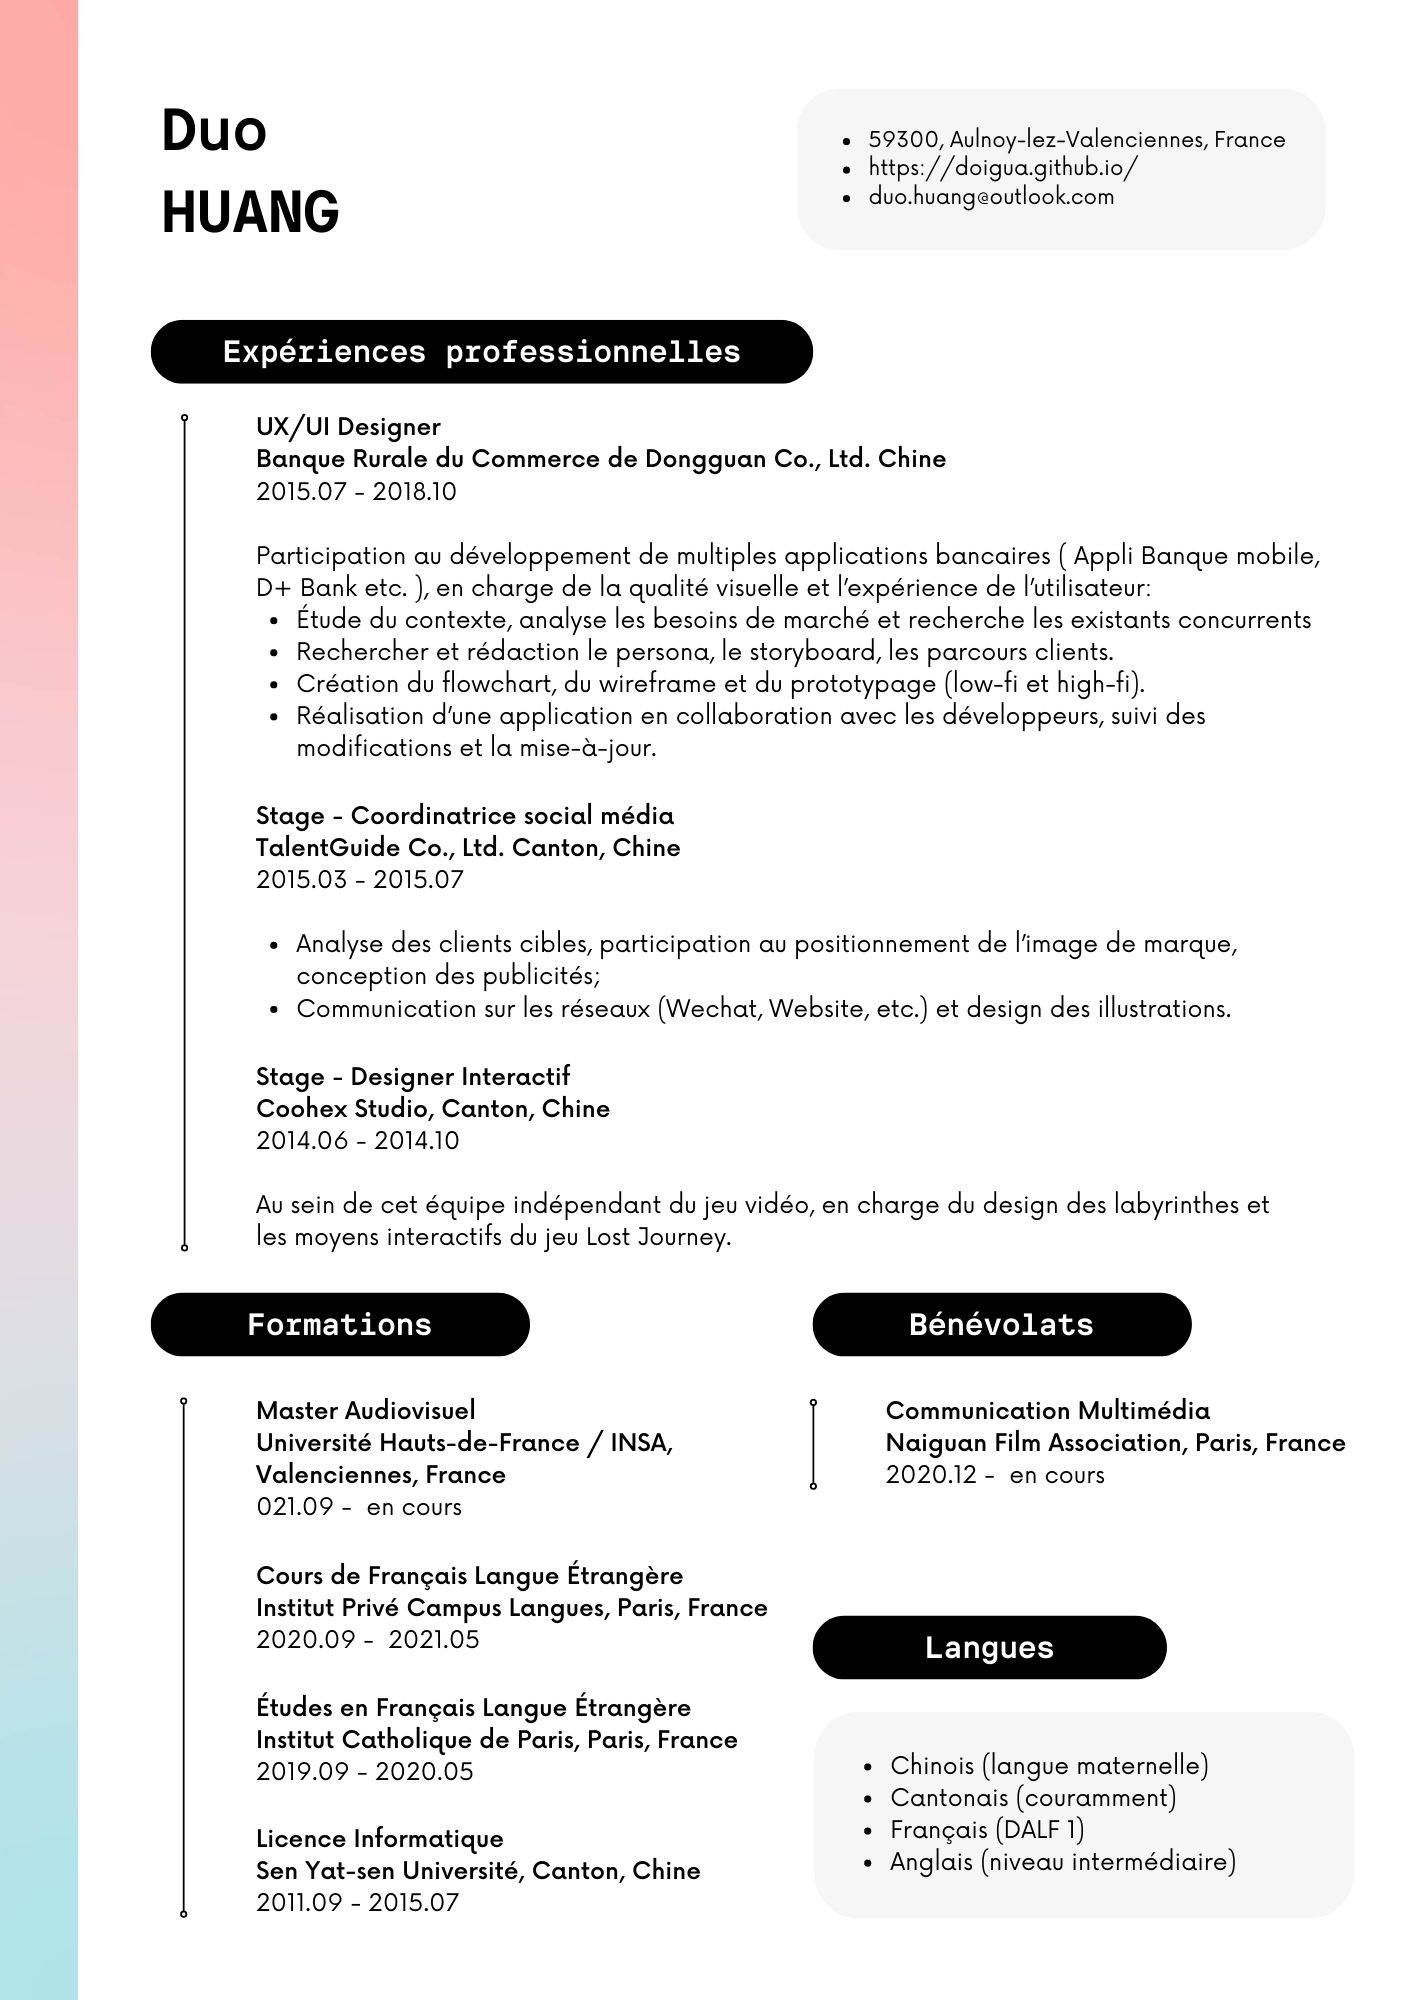 Duo
HUANG
59300, Aulnoy-lez-Valenciennes, France
https://doigua.github.io/
duo.huang@outlook.com
Expériences professionnelles
UX/UI Designer
Banque Rurale du Commerce de Dongguan Co., Ltd. Chine
2015.07 - 2018.10
Participation au développement de multiples applications bancaires ( Appli Banque mobile,
D+ Bank etc. ), en charge de la qualité visuelle et l'expérience de l'utilisateur:
Étude du contexte, analyse les besoins de marché et recherche les existants concurrents
Rechercher et rédaction le persona, le storyboard, les parcours clients.
Création du flowchart, du wireframe et du prototypage (low-fi et high-fi).
Réalisation d'une application en collaboration avec les développeurs, suivi des
modifications et la mise-à-jour.
Stage - Coordinatrice social média
TalentGuide Co., Ltd. Canton, Chine
2015.03 - 2015.07
Analyse des clients cibles, participation au positionnement de l'image de marque,
conception des publicités;
Communication sur les réseaux (Wechat, Website, etc.) et design des illustrations.
Stage - Designer Interactif
Coohex Studio, Canton, Chine
2014.06 - 2014.10
Au sein de cet équipe indépendant du jeu vidéo, en charge du design des labyrinthes et
les moyens interactifs du jeu Lost Journey.
Formations
Master Audiovisuel
Université Hauts-de-France / INSA,
Valenciennes, France
021.09 - en cours
Cours de Français Langue Étrangère
Institut Privé Campus Langues, Paris, France
2020.09 - 2021.05
Études en Français Langue Étrangère
Institut Catholique de Paris, Paris, France
2019.09 - 2020.05
Licence Informatique
Sen Yat-sen Université, Canton, Chine
2011.09 - 2015.07
Bénévolats
Communication Multimédia
Naiguan Film Association, Paris, France
2020.12 - en cours
Langues
Chinois (langue maternelle)
Cantonais (couramment)
Français (DALF 1)
Anglais (niveau intermédiaire)